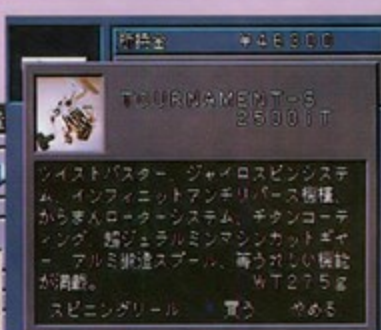 所持金 ¥48300
TOURNAMENT-S
2500iT
ツイストバスター、ジャイロスピンシステ
ム、インフィニットアンチリバース機構、
からまんローターシステム、チタンコーテ
ィング、超ジュラルミンマシンカットギャ
ー、アルミ鍛造スプール、等うれしい機能
が満載。 WT275g
スピニングリール 買う やめる